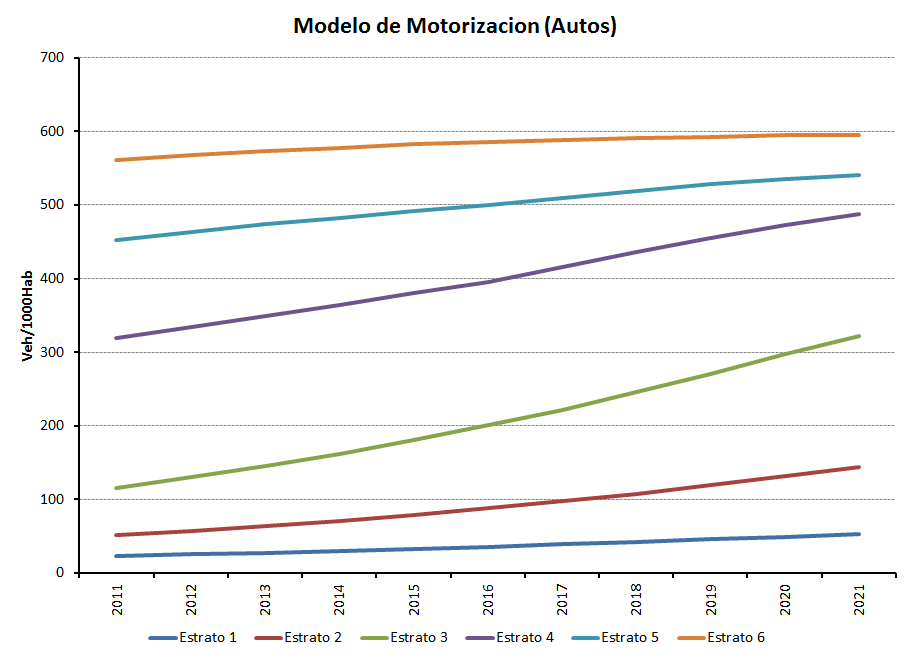 Modelo de Motorizacion (Autos)
Veh/1000Hab
700
600
500
400
300
200
100
0
2011
2012
2013
2014
2015
2016
2017
2018
2019
2020
2021
Estrato 1
Estrato 2
Estrato 3
Estrato 4
Estrato 5
Estrato 6